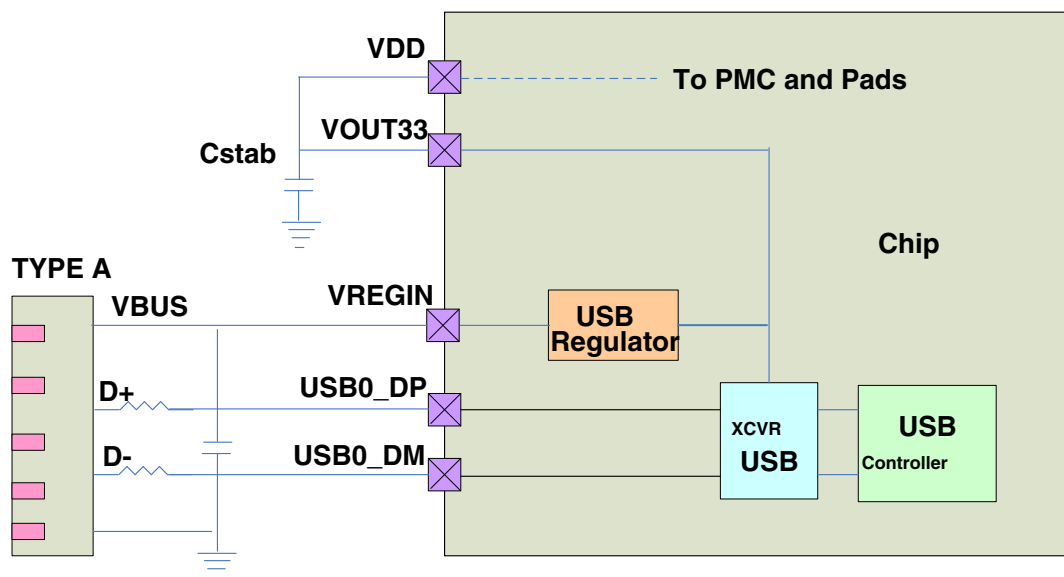 VDD
To PMC and Pads
VOUT33
Cstab
Chip
TYPE A
VBUS
VREGIN
USB
Regulator
D+
USB0_DP
XCVR
USB
USB
Controller
D-
USB0_DM